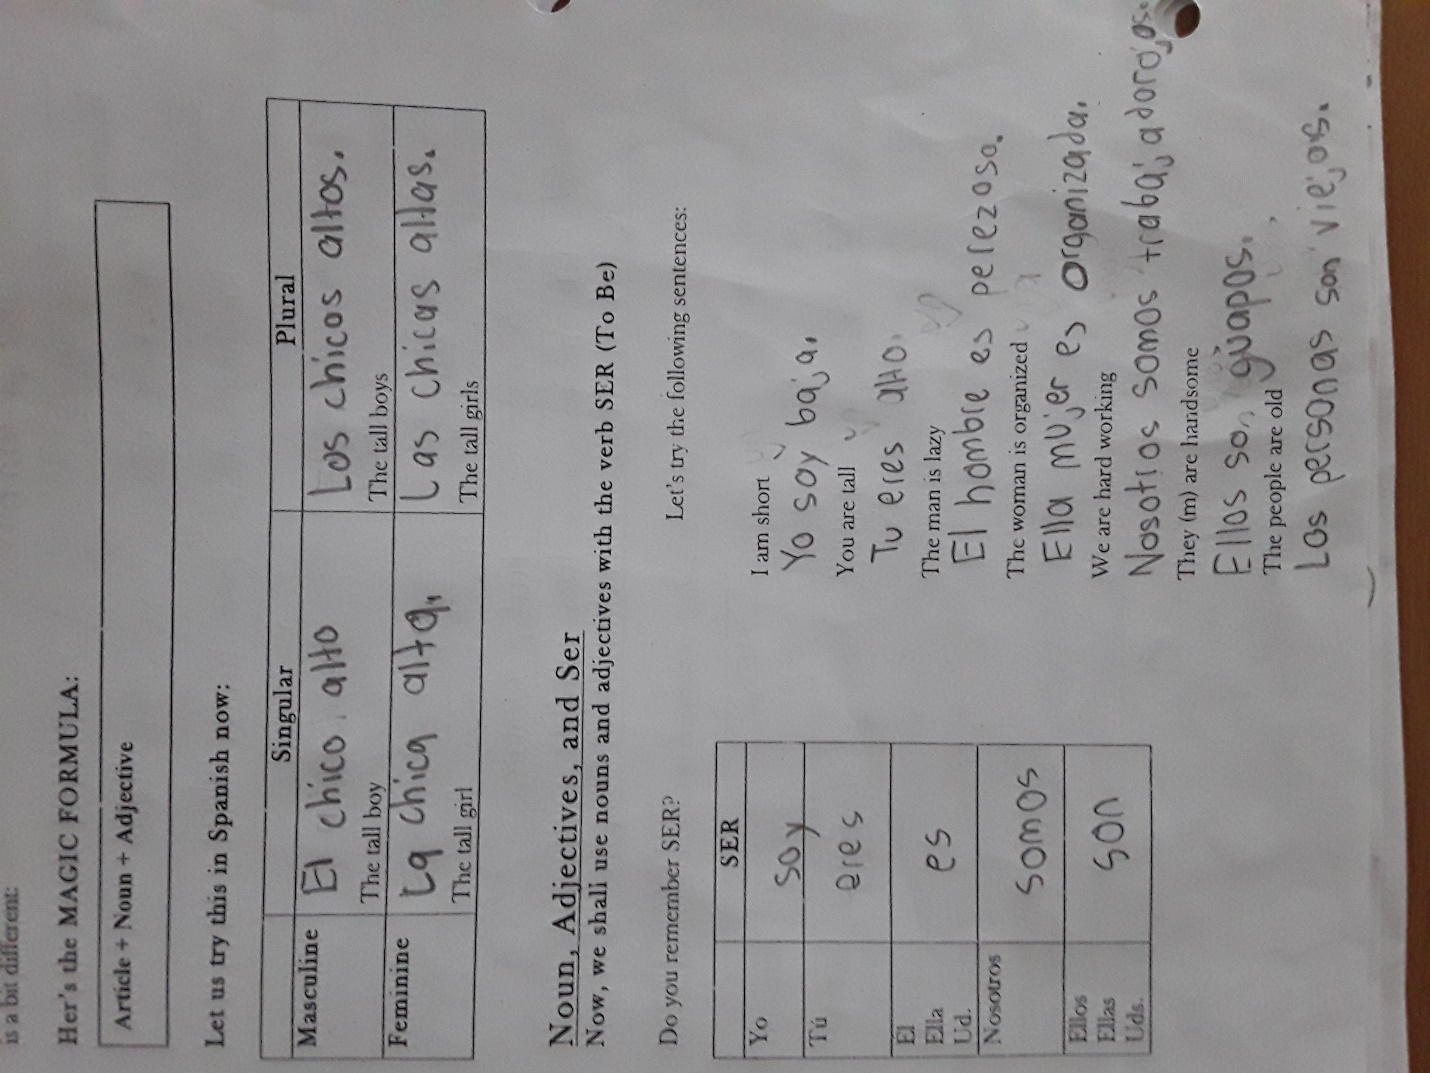 is a bit different:
Her's the MAGIC FORMULA:
Article + Noun + Adjective
Let us try this in Spanish now:
Singular Plural
Masculine El chico alto Los chicos altos.
The tall boy The tall boys
Feminine La chica alta. Las chicas altas.
The tall girl The tall girls
Noun, Adjectives, and Ser
Now, we shall use nouns and adjectives with the verb SER (To Be)
Do you remember SER?
SER
Yo soy
Tú eres
El
Ella es
Ud.
Nosotros somos
Ellos
Ellas son
Uds.
Let's try the following sentences:
I am short
Yo soy baja.
You are tall
Tu eres alto.
The man is lazy
El hombre es perezoso.
The woman is organized
Ella mujer es organizada.
We are hard working
Nosotros somos trabajadorojos.
They (m) are handsome
Ellos son guapos.
The people are old
Las personas son viejos.